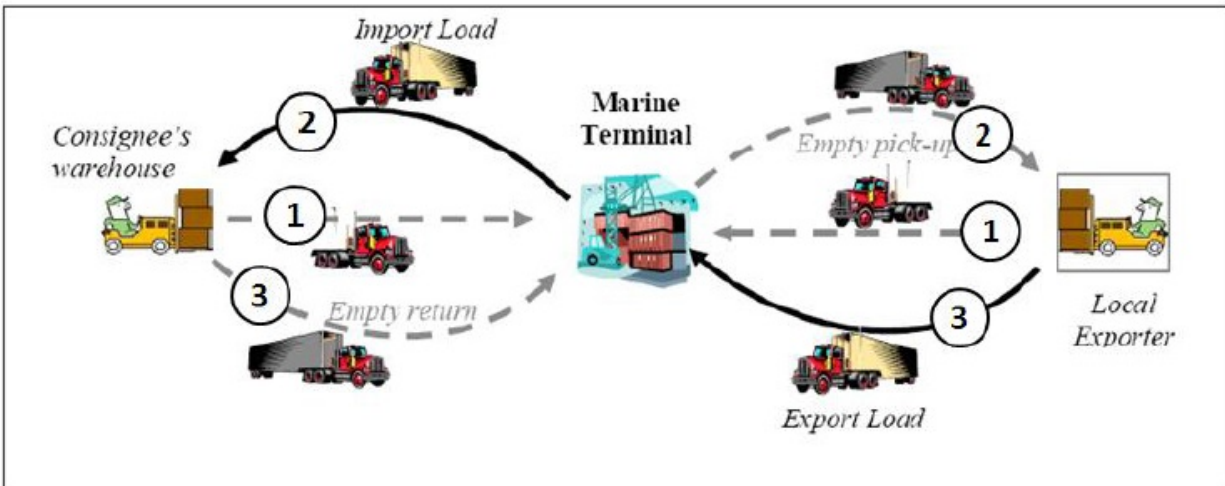 Import Load
2
Marine
Terminal
Consignee's
warehouse
Empty pick-up
2
1
1
3
Empty return
3
Local
Exporter
Export Load